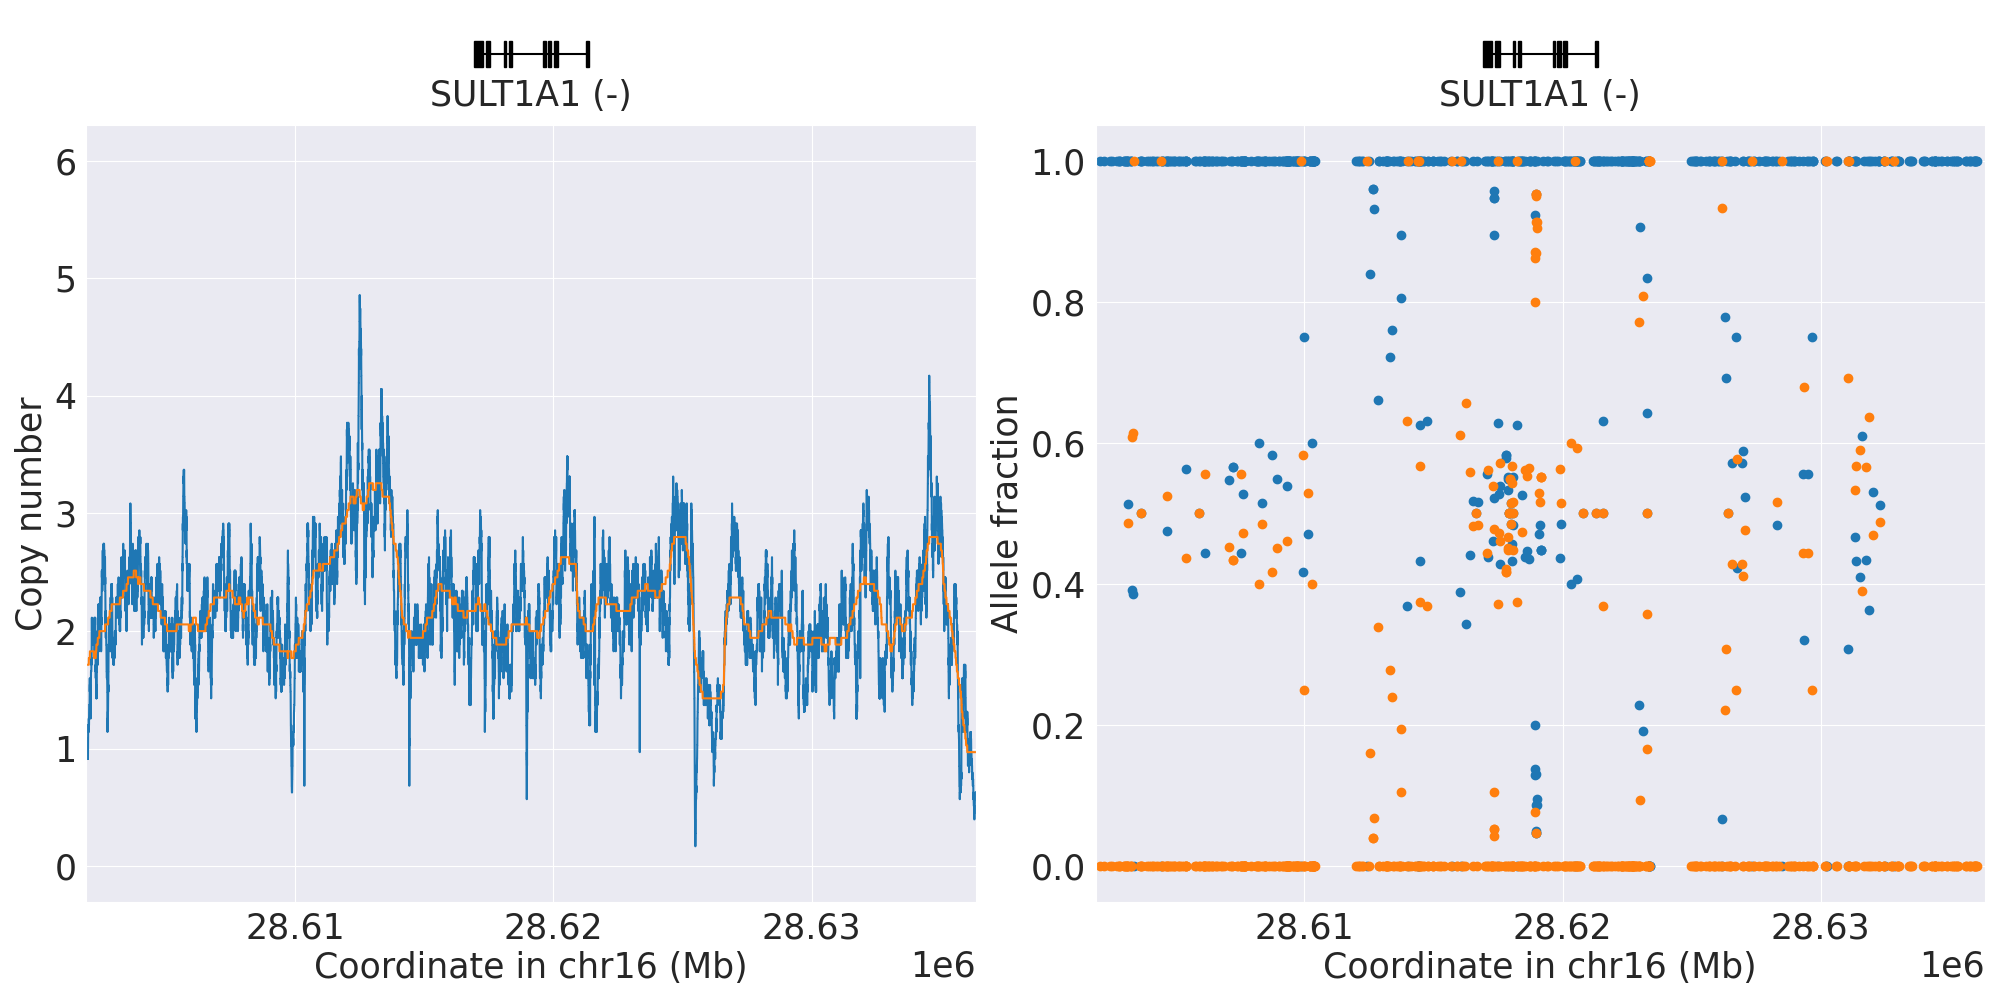 SULT1A1 (-)
6
5
4
3
2
1
0
Copy number
28.61
28.62
28.63
Coordinate in chr16 (Mb)
1e6
SULT1A1 (-)
1.0
0.8
0.6
0.4
0.2
0.0
Allele fraction
28.61
28.62
28.63
Coordinate in chr16 (Mb)
1e6